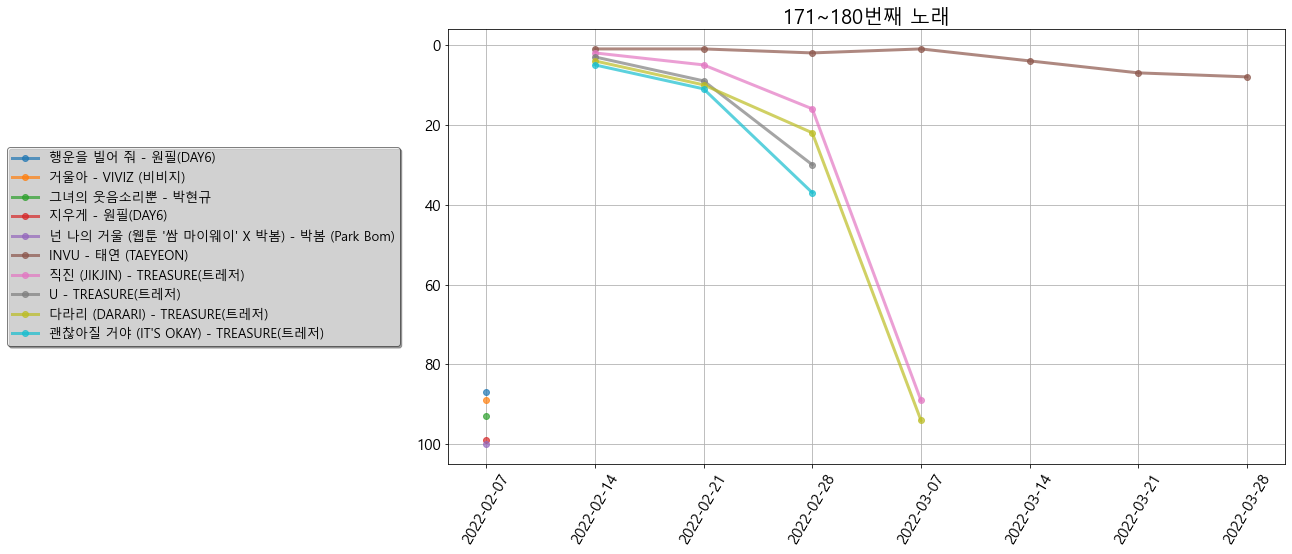 171~180번째 노래
행운을 빌어 줘 - 원필(DAY6)
거울아 - VIVIZ (비비지)
그녀의 웃음소리뿐 - 박현규
지우게 - 원필(DAY6)
넌 나의 거울 (웹툰 '쌈 마이웨이' X 박봄) - 박봄 (Park Bom)
INVU - 태연 (TAEYEON)
직진 (JIKJIN) - TREASURE(트레저)
U - TREASURE(트레저)
다라리 (DARARI) - TREASURE(트레저)
괜찮아질 거야 (IT'S OKAY) - TREASURE(트레저)
0
20
40
60
80
100
2022-02-07
2022-02-14
2022-02-21
2022-02-28
2022-03-07
2022-03-14
2022-03-21
2022-03-28